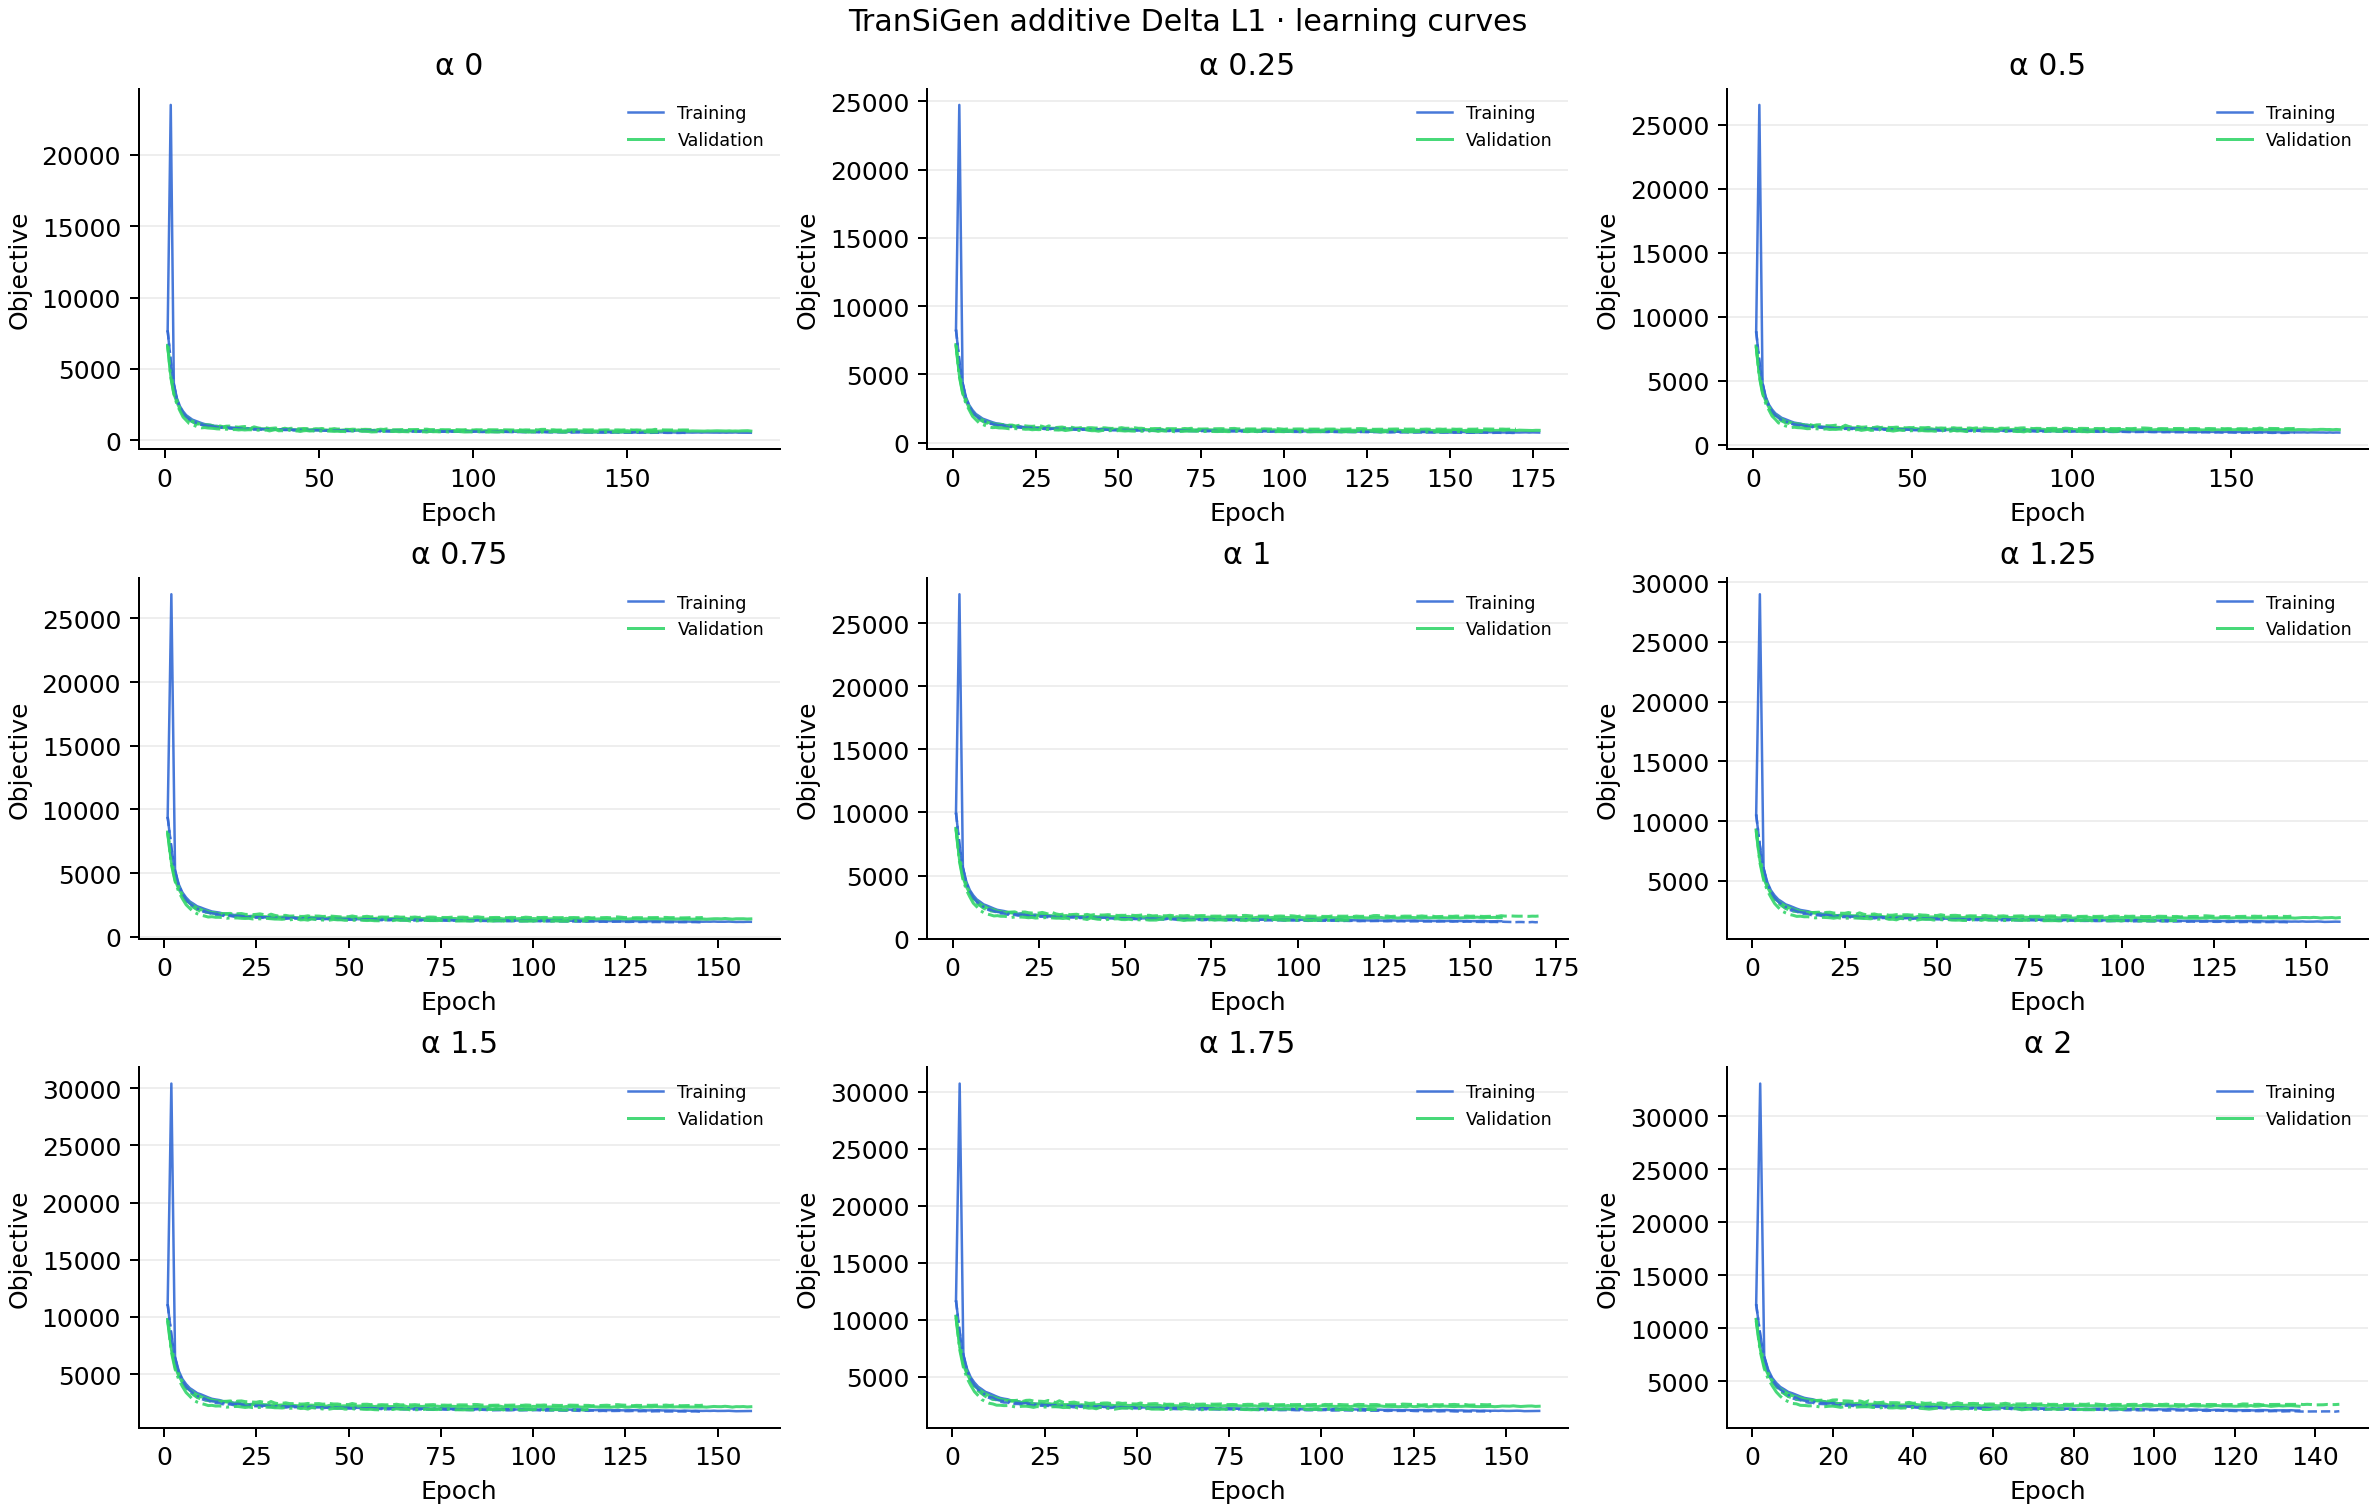 TranSiGen additive Delta L1 · learning curves
α 0
Objective
20000
15000
10000
5000
0
Training
Validation
0 50 100 150
Epoch
α 0.25
Objective
25000
20000
15000
10000
5000
0
Training
Validation
0 25 50 75 100 125 150 175
Epoch
α 0.5
Objective
25000
20000
15000
10000
5000
0
Training
Validation
0 50 100 150
Epoch
α 0.75
Objective
25000
20000
15000
10000
5000
0
Training
Validation
0 25 50 75 100 125 150
Epoch
α 1
Objective
25000
20000
15000
10000
5000
0
Training
Validation
0 25 50 75 100 125 150 175
Epoch
α 1.25
Objective
30000
25000
20000
15000
10000
5000
Training
Validation
0 25 50 75 100 125 150
Epoch
α 1.5
Objective
30000
25000
20000
15000
10000
5000
Training
Validation
0 25 50 75 100 125 150
Epoch
α 1.75
Objective
30000
25000
20000
15000
10000
5000
Training
Validation
0 25 50 75 100 125 150
Epoch
α 2
Objective
30000
25000
20000
15000
10000
5000
Training
Validation
0 20 40 60 80 100 120 140
Epoch